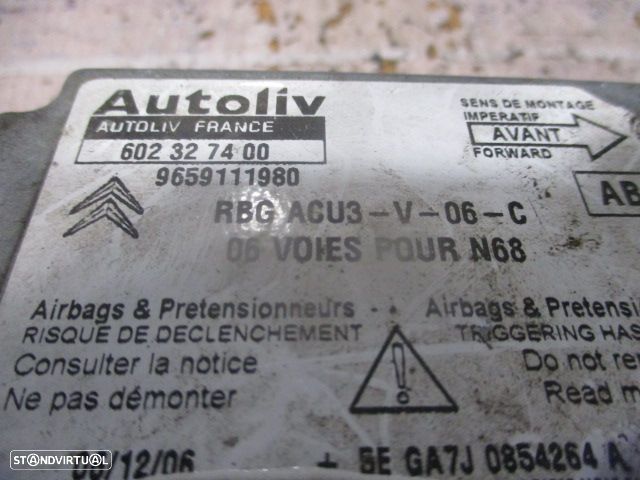 Autoliv
AUTOLIV FRANCE
602 32 74 00
9659111980
SENS DE MONTAGE
IMPERATIF
AVANT
FORWARD
AB
RBG ACU3-V-06-C
06 VOIES POUR N68
Airbags & Pretensionneurs
RISQUE DE DECLENCHEMENT
Consulter la notice
Ne pas démonter
Airbags & Preten
TRIGGERING HAS
Do not re
Read m
/12/06
+ 5E GA7J 0854264 A
STANDVIRTUAL